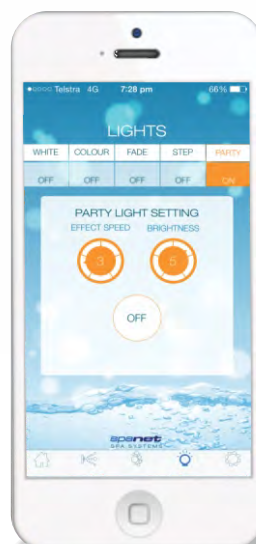 Telstra 4G 7:28 pm 66%
LIGHTS
WHITE COLOUR FADE STEP PARTY
OFF OFF OFF OFF ON
PARTY LIGHT SETTING
EFFECT SPEED BRIGHTNESS
3 5
OFF
spanet
SPA SYSTEMS